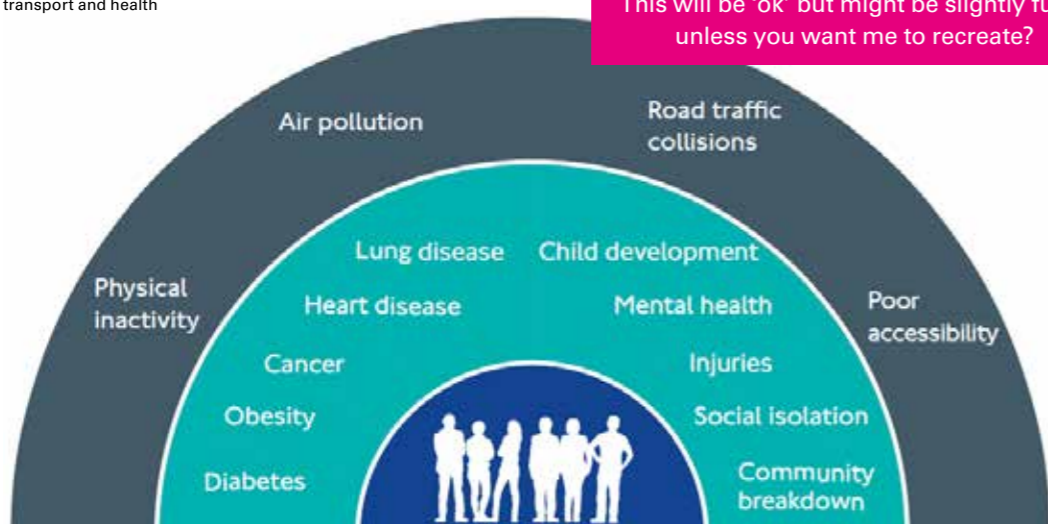 transport and health
This will be 'ok' but might be slightly
unless you want me to recreate?
Air pollution
Road traffic
collisions
Lung disease
Child development
Physical
inactivity
Heart disease
Mental health
Poor
accessibility
Cancer
Injuries
Obesity
Social isolation
Diabetes
Community
breakdown